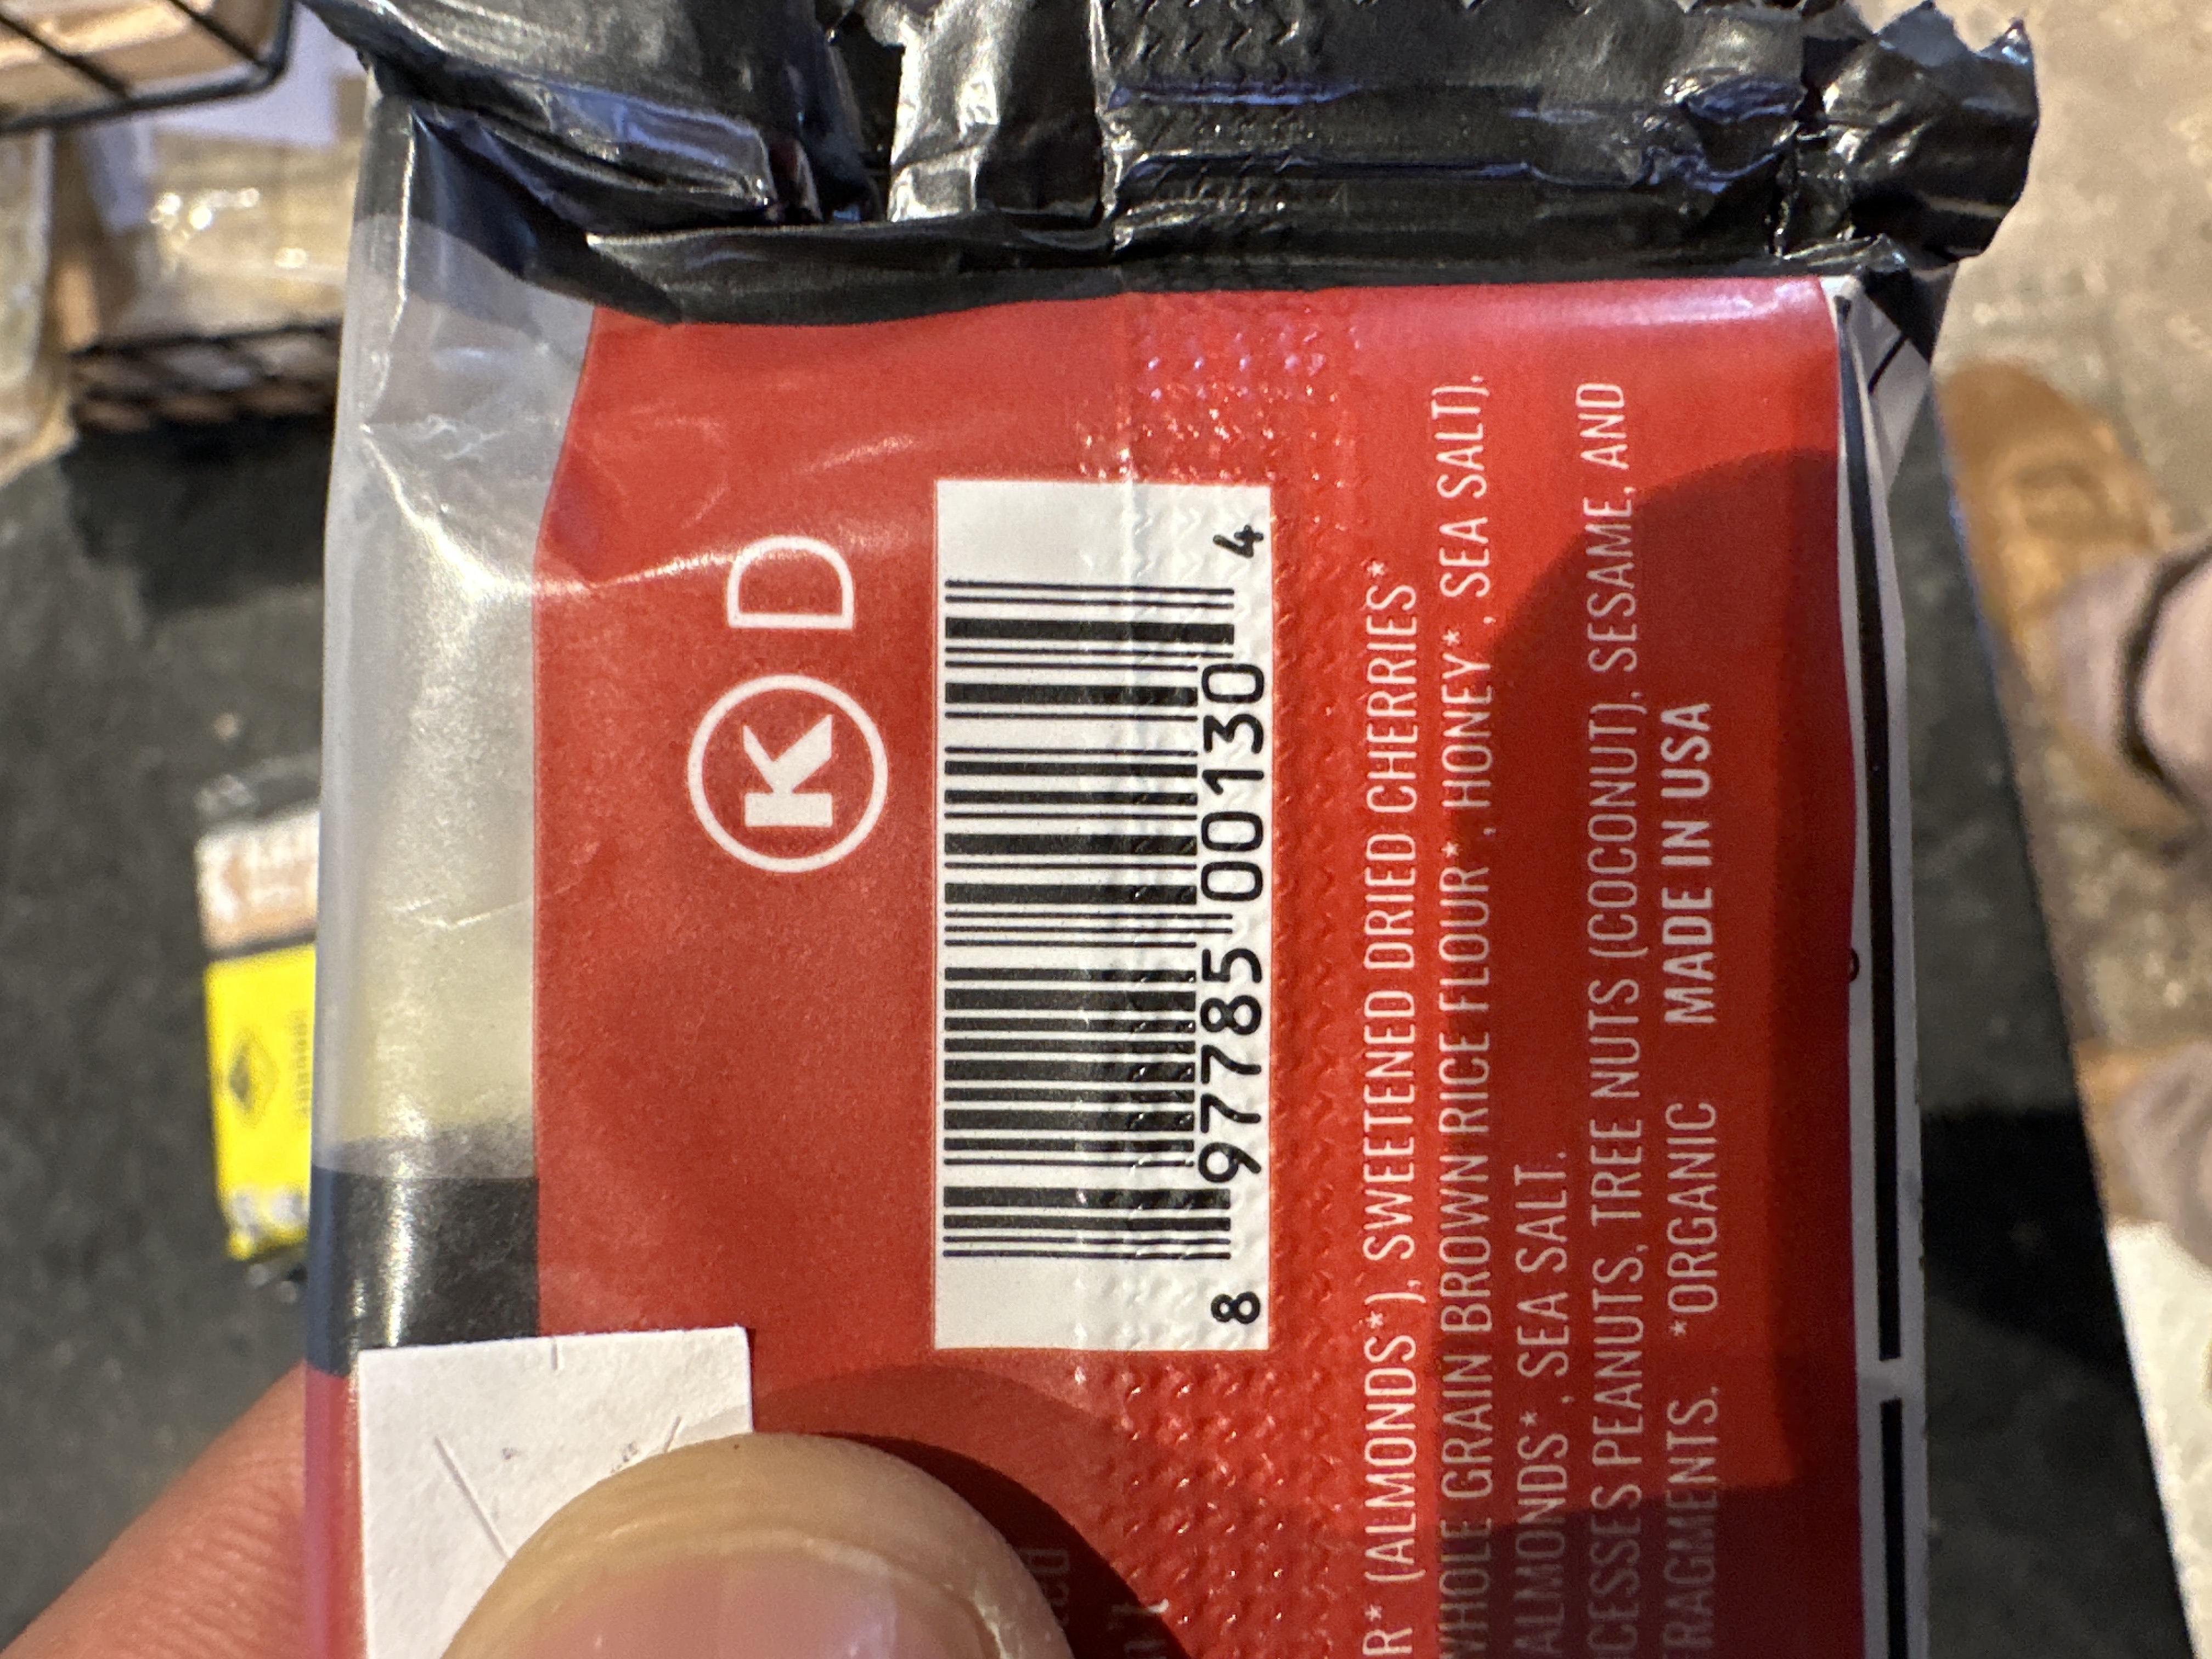 K D
8 97785 00130 4
R* (ALMONDS*), SWEETENED DRIED CHERRIES*
WHOLE GRAIN BROWN RICE FLOUR*, HONEY*, SEA SALT),
ALMONDS*, SEA SALT.
OCESSES PEANUTS, TREE NUTS (COCONUT), SESAME, AND
FRAGMENTS. *ORGANIC MADE IN USA